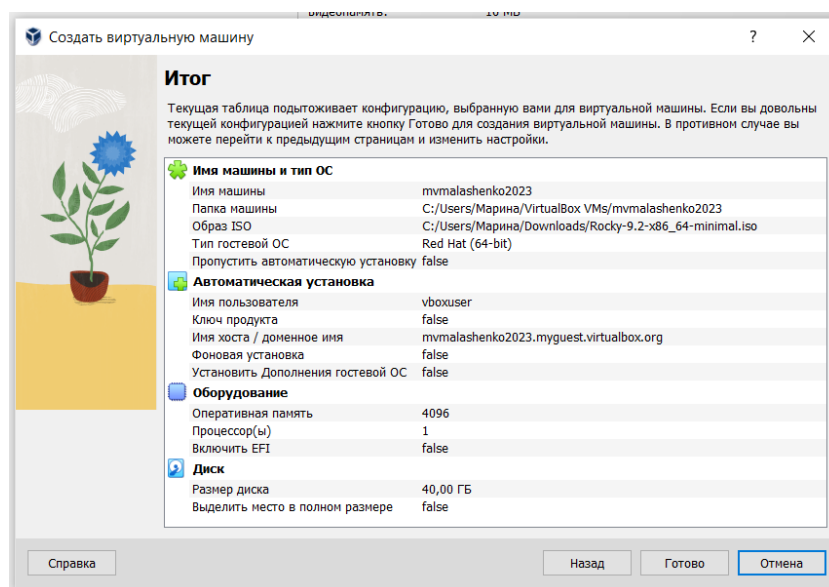 Видеопамять: 16 МБ
Создать виртуальную машину ?
Итог
Текущая таблица подытоживает конфигурацию, выбранную вами для виртуальной машины. Если вы довольны
текущей конфигурацией нажмите кнопку Готово для создания виртуальной машины. В противном случае вы
можете перейти к предыдущим страницам и изменить настройки.
Имя машины и тип ОС
Имя машины mvmalashenko2023
Папка машины C:/Users/Марина/VirtualBox VMs/mvmalashenko2023
Образ ISO C:/Users/Марина/Downloads/Rocky-9.2-x86_64-minimal.iso
Тип гостевой ОС Red Hat (64-bit)
Пропустить автоматическую установку false
Автоматическая установка
Имя пользователя vboxuser
Ключ продукта false
Имя хоста / доменное имя mvmalashenko2023.myguest.virtualbox.org
Фоновая установка false
Установить Дополнения гостевой ОС false
Оборудование
Оперативная память 4096
Процессор(ы) 1
Включить EFI false
Диск
Размер диска 40,00 ГБ
Выделить место в полном размере false
Справка Назад Готово Отмена